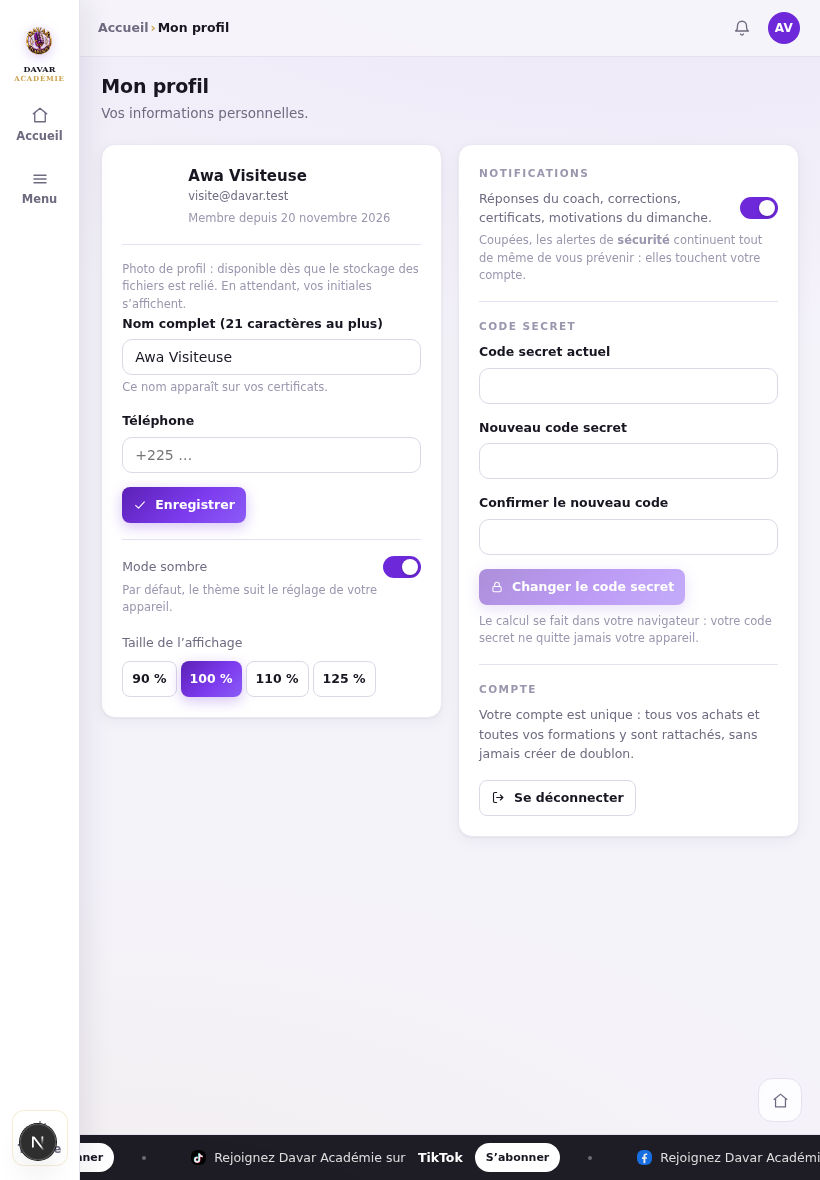 DAVAR
ACADÉMIE
Accueil
Menu
Accueil › Mon profil
AV
Mon profil
Vos informations personnelles.
Awa Visiteuse
visite@davar.test
Membre depuis 20 novembre 2026
Photo de profil : disponible dès que le stockage des
fichiers est relié. En attendant, vos initiales
s’affichent.
Nom complet (21 caractères au plus)
Awa Visiteuse
Ce nom apparaît sur vos certificats.
Téléphone
+225 …
Enregistrer
Mode sombre
Par défaut, le thème suit le réglage de votre
appareil.
Taille de l’affichage
90 % 100 % 110 % 125 %
NOTIFICATIONS
Réponses du coach, corrections,
certificats, motivations du dimanche.
Coupées, les alertes de sécurité continuent tout
de même de vous prévenir : elles touchent votre
compte.
CODE SECRET
Code secret actuel
Nouveau code secret
Confirmer le nouveau code
Changer le code secret
Le calcul se fait dans votre navigateur : votre code
secret ne quitte jamais votre appareil.
COMPTE
Votre compte est unique : tous vos achats et
toutes vos formations y sont rattachés, sans
jamais créer de doublon.
Se déconnecter
N
nner • Rejoignez Davar Académie sur TikTok S’abonner • Rejoignez Davar Académi